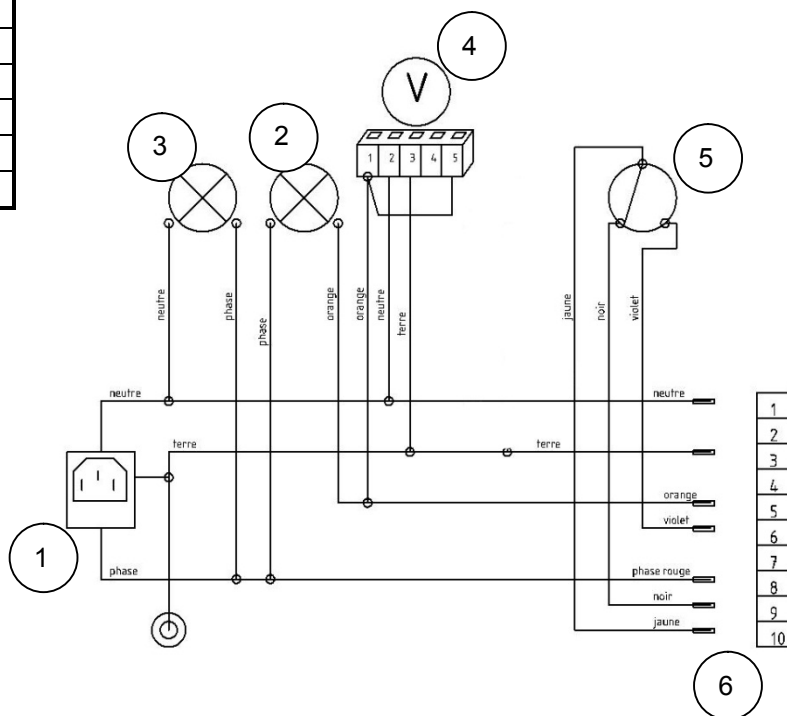 4
V
3
2
5
1 2 3 4 5
neutre
phase
phase
orange
orange
neutre
terre
jaune
noir
violet
neutre
neutre
terre
terre
orange
violet
1
phase
phase rouge
noir
jaune
6
1
2
3
4
5
6
7
8
9
10